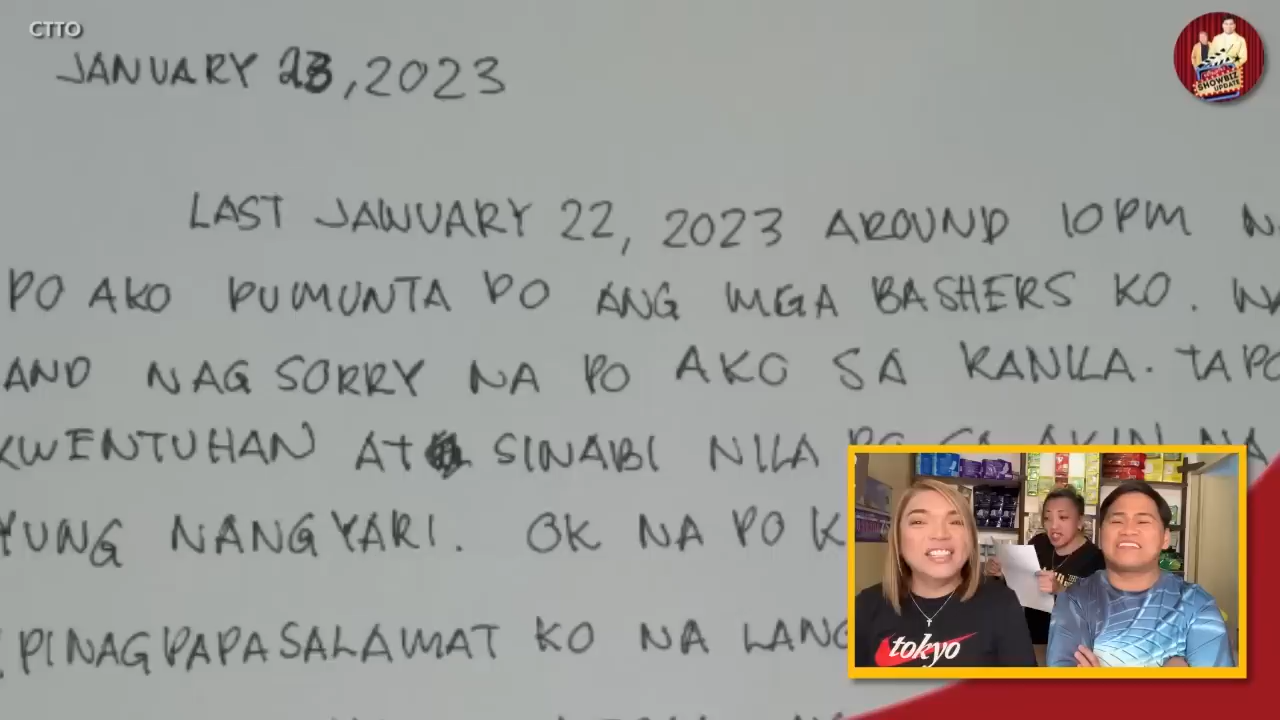 CTTO
SHOWBIZ
UPDATE
JANUARY 23, 2023
LAST JANUARY 22, 2023 AROUND 10PM
PO AKO PUMUNTA PO ANG MGA BASHERS KO.
AND NAG SORRY NA PO AKO SA KANILA.
KWENTUHAN AT SINABI NILA
YUNG NANGYARI. OK NA PO
PINAGPAPASALAMAT KO NA LANG
tokyo